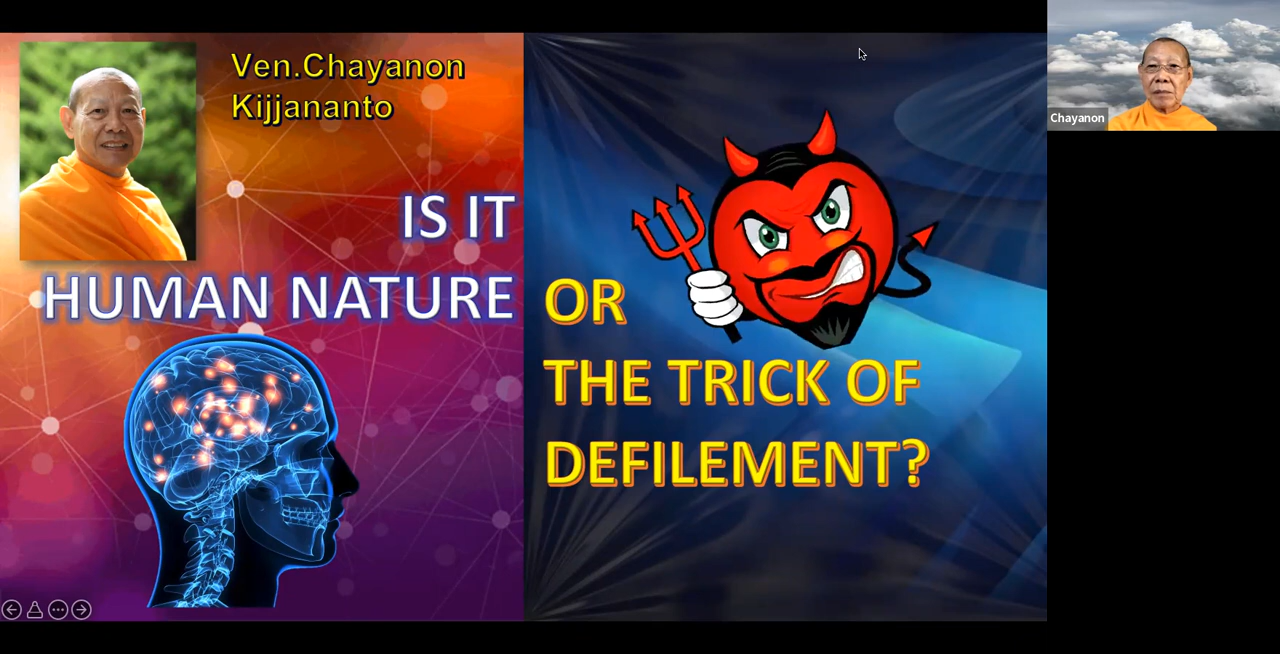 Ven.Chayanon
Kijjananto
IS IT
HUMAN NATURE
OR
THE TRICK OF
DEFILEMENT?
Chayanon